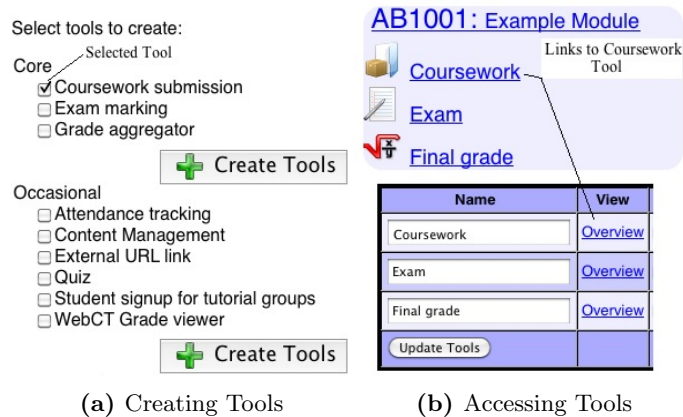 Select tools to create:
Selected Tool
Core
Coursework submission
Exam marking
Grade aggregator
Create Tools
Occasional
Attendance tracking
Content Management
External URL link
Quiz
Student signup for tutorial groups
WebCT Grade viewer
Create Tools
(a) Creating Tools
AB1001: Example Module
Links to Coursework
Tool
Coursework
Exam
x
y
Final grade
Name View
Coursework Overview
Exam Overview
Final grade Overview
Update Tools
(b) Accessing Tools